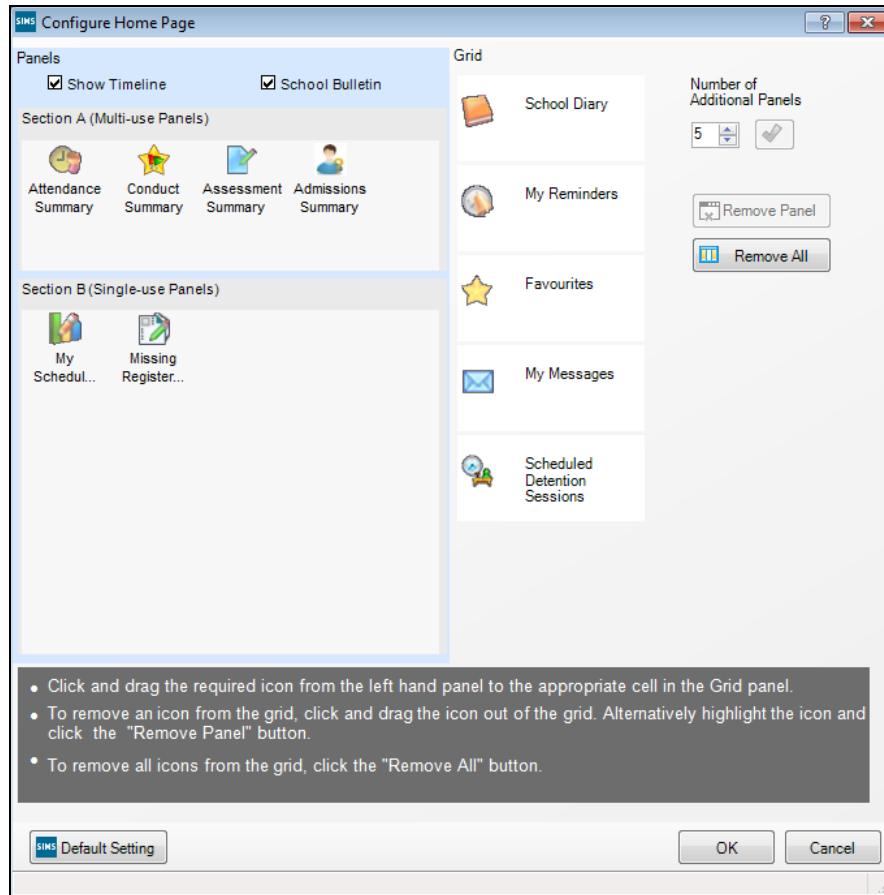 SIMS Configure Home Page
Panels
Show Timeline
School Bulletin
Section A (Multi-use Panels)
Attendance
Summary
Conduct
Summary
Assessment
Summary
Admissions
Summary
Section B (Single-use Panels)
My
Schedul...
Missing
Register...
Grid
School Diary
My Reminders
Favourites
My Messages
Scheduled
Detention
Sessions
Number of
Additional Panels
5
Remove Panel
Remove All
• Click and drag the required icon from the left hand panel to the appropriate cell in the Grid panel.
• To remove an icon from the grid, click and drag the icon out of the grid. Alternatively highlight the icon and
click the "Remove Panel" button.
• To remove all icons from the grid, click the "Remove All" button.
SIMS Default Setting
OK
Cancel